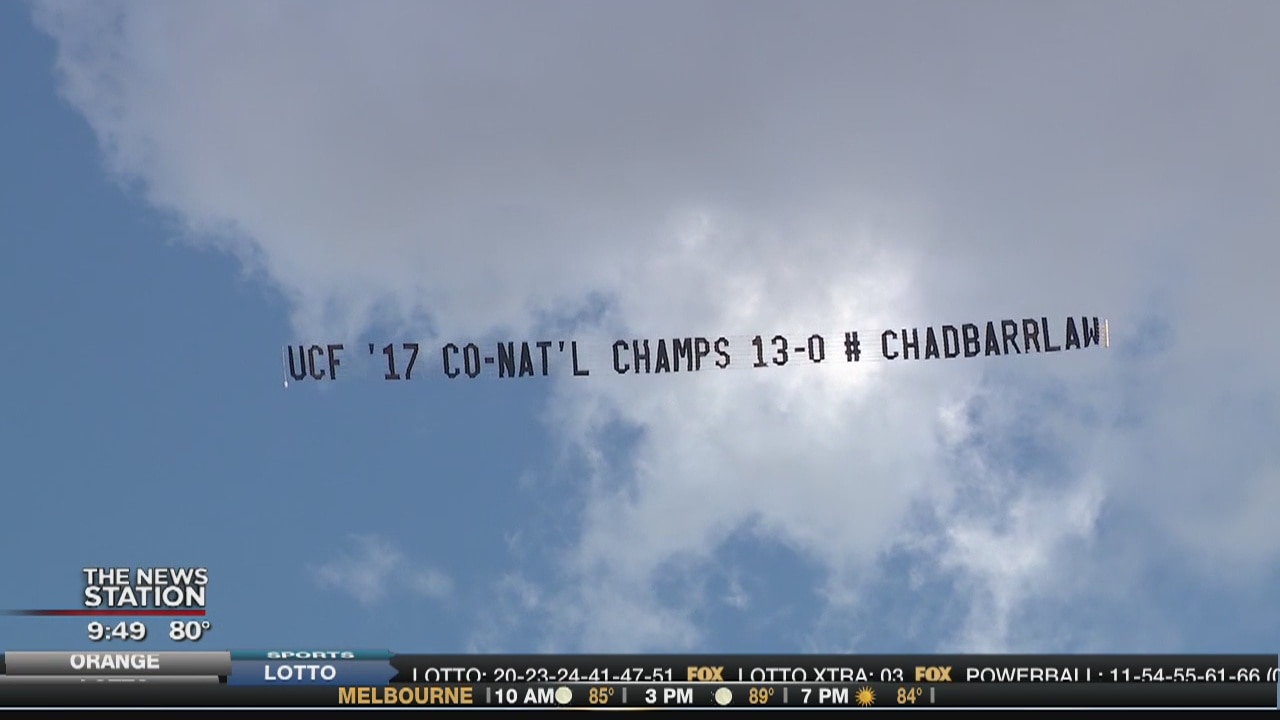 UCF '17 CO-NAT'L CHAMPS 13-0 # CHADBARRLAW
THE NEWS
STATION
9:49 80°
ORANGE
SPORTS
LOTTO
LOTTO: 20-23-24-41-47-51 FOX LOTTO XTRA: 03 FOX POWERBALL: 11-54-55-61-66 (
MELBOURNE 10 AM 85° 3 PM 89° 7 PM 84°